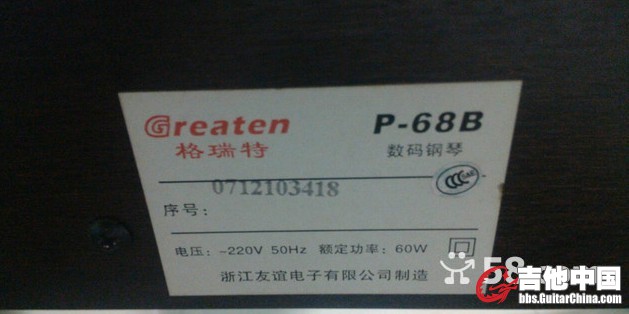 Greaten P-68B
格瑞特 数码钢琴
0712103418
序号:
电压: ~220V 50Hz 额定功率: 60W
浙江友谊电子有限公司制造
吉他中国
bbs.GuitarChina.com